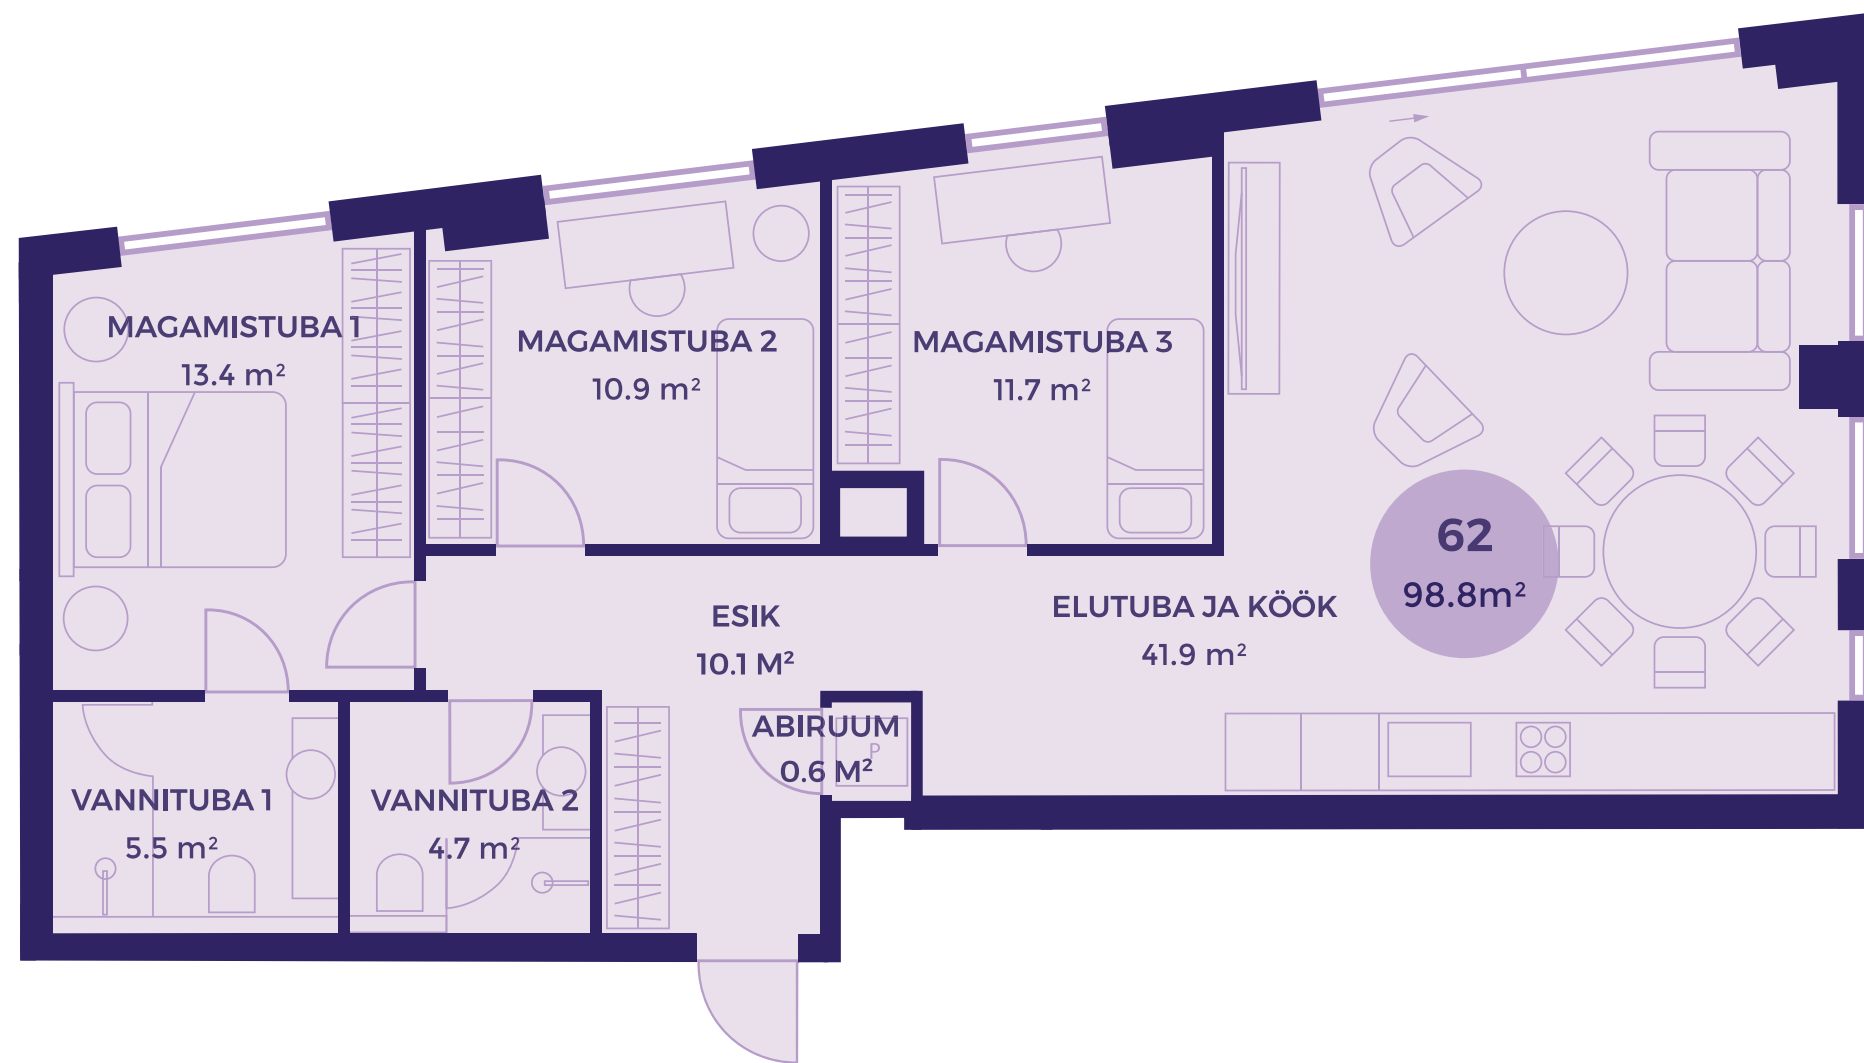 MAGAMISTUBA 1
13.4 m²
MAGAMISTUBA 2
10.9 m²
MAGAMISTUBA 3
11.7 m²
62
98.8m²
ESIK
10.1 M²
ELUTUBA JA KÖÖK
41.9 m²
ABIRUUM
P
0.6 M²
VANNITUBA 1
5.5 m²
VANNITUBA 2
4.7 m²